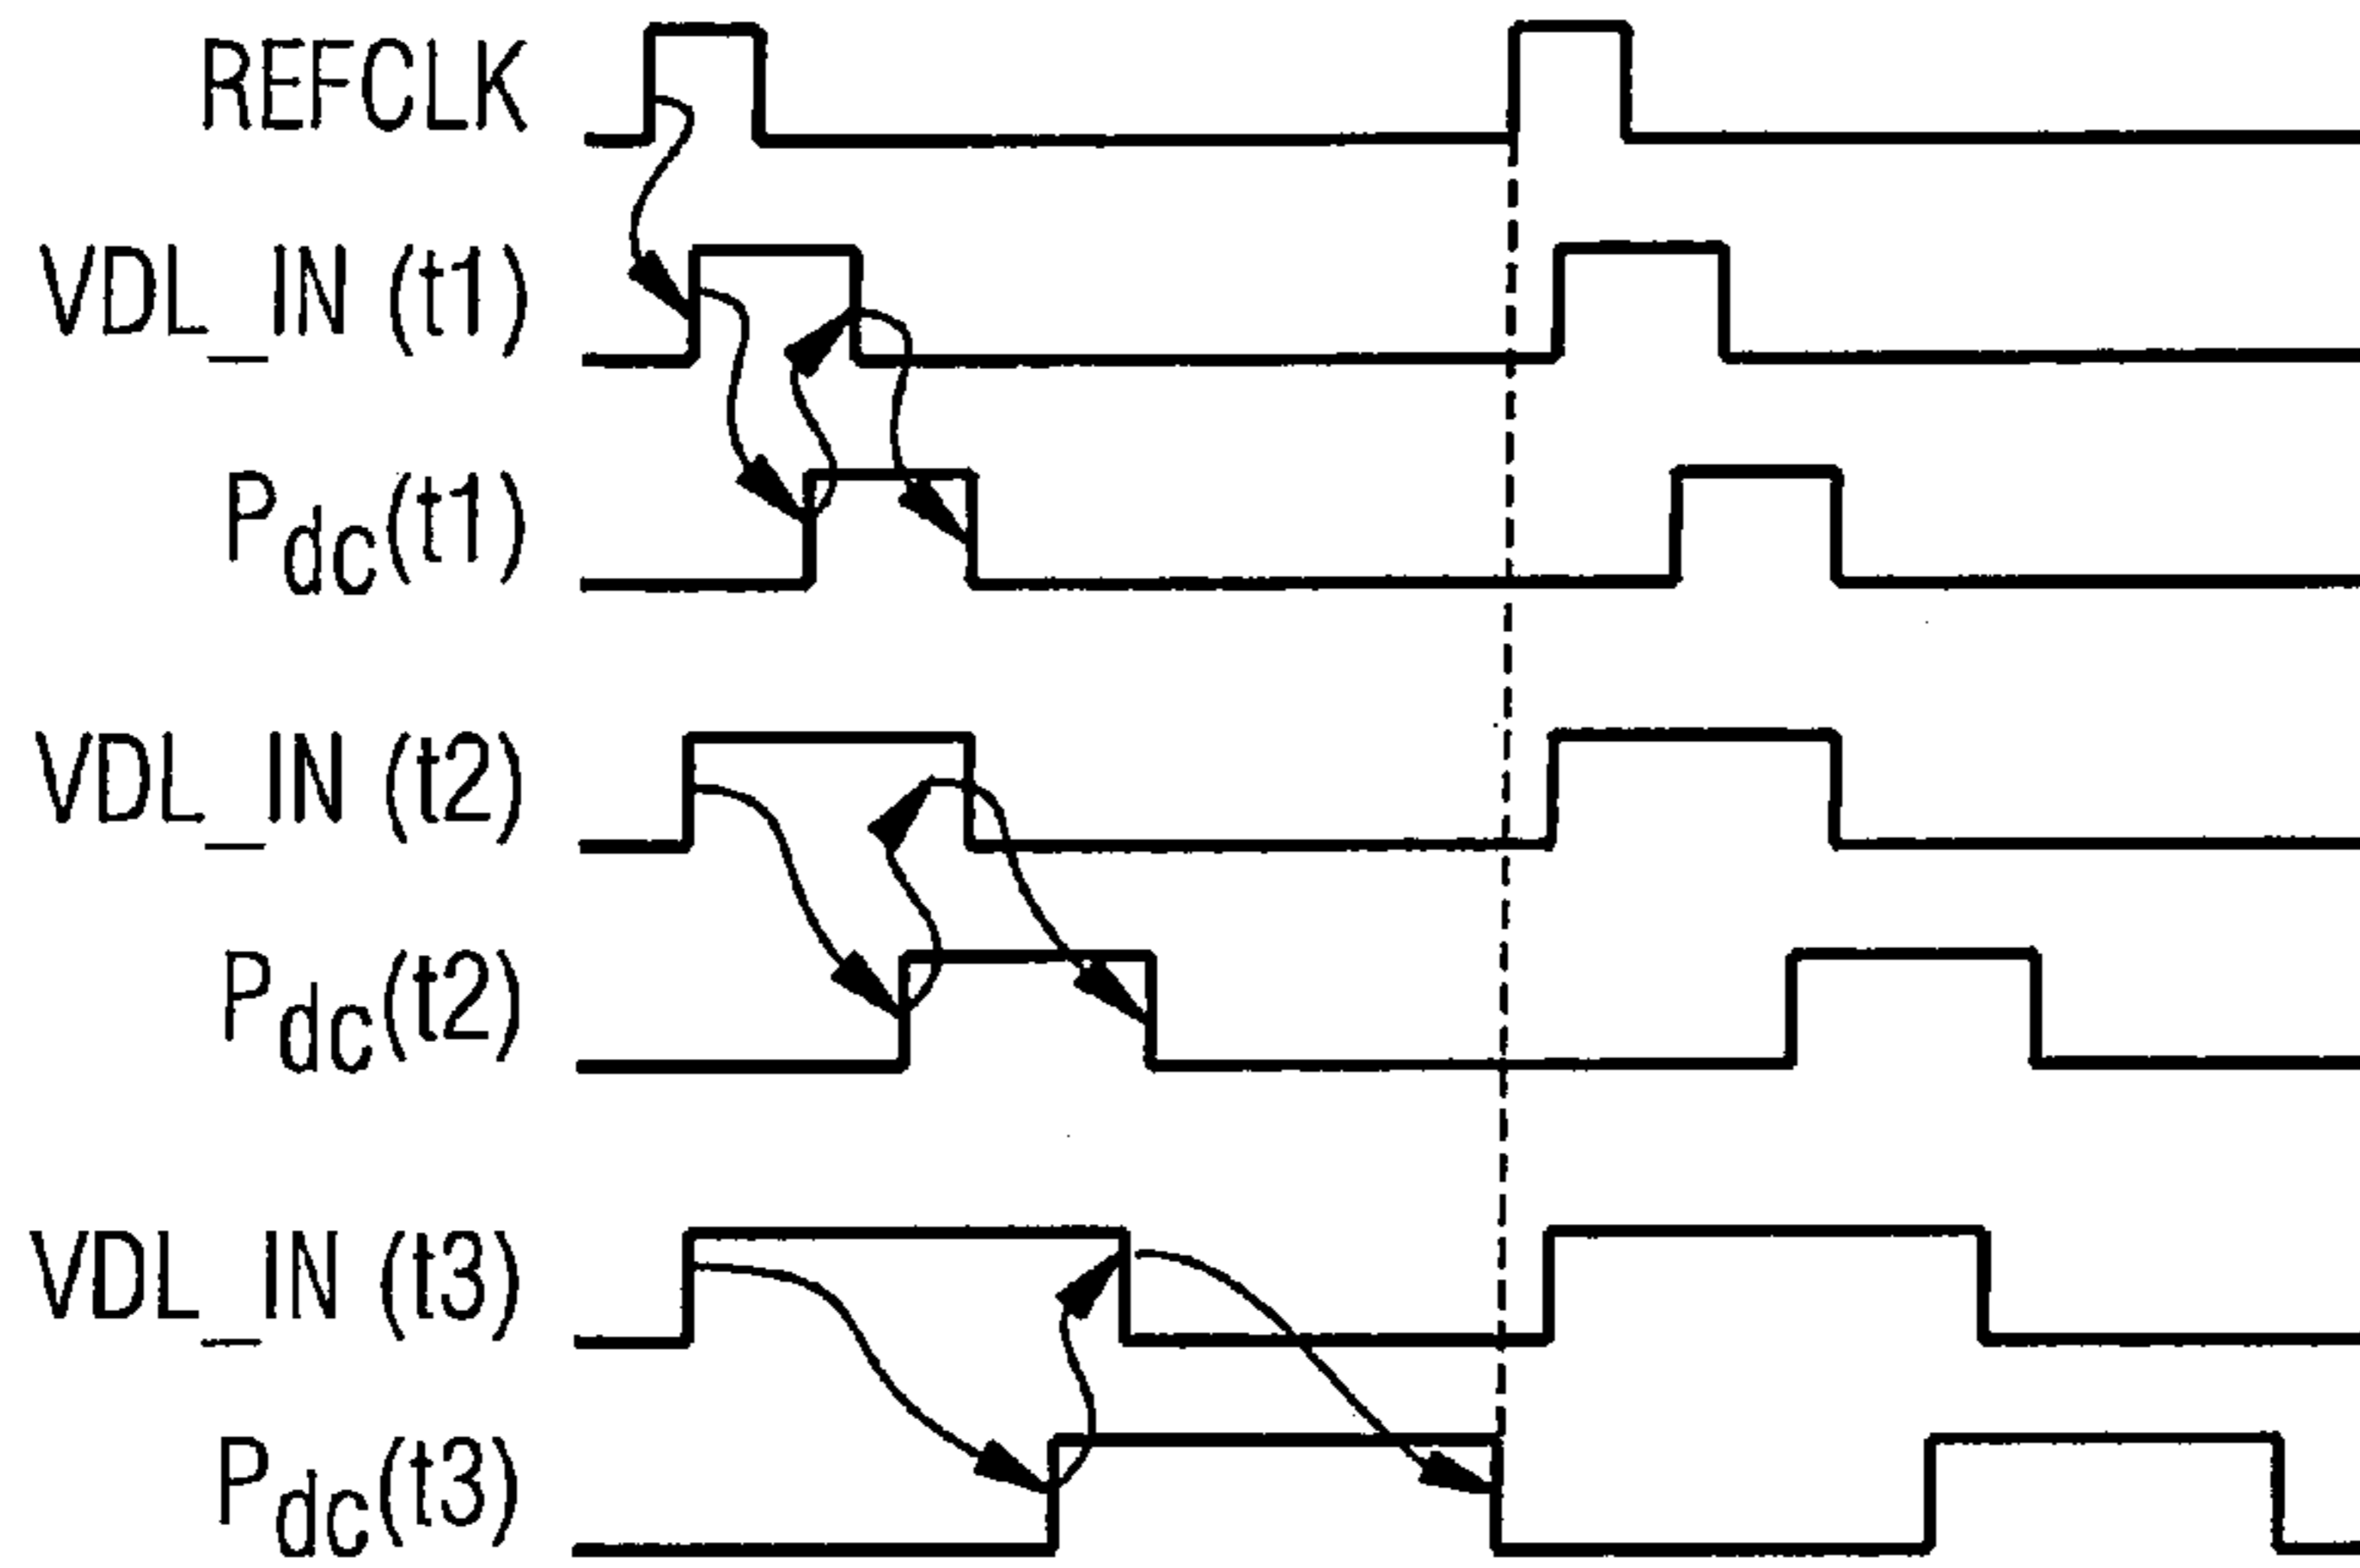 REFCLK
VDL_IN (t1)
Pdc(t1)
VDL_IN (t2)
Pdc(t2)
VDL_IN (t3)
Pdc(t3)